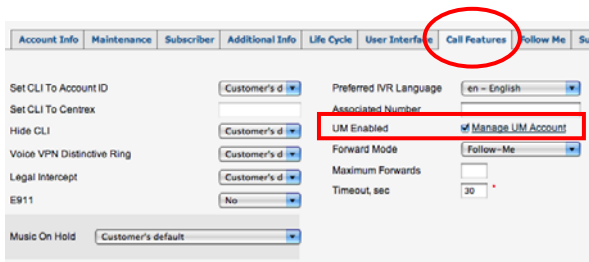 Account Info Maintenance Subscriber Additional Info Life Cycle User Interface Call Features Follow Me Su
Set CLI To Account ID Customer's d
Set CLI To Centrex
Hide CLI Customer's d
Voice VPN Distinctive Ring Customer's d
Legal Intercept Customer's d
E911 No
Music On Hold Customer's default
Preferred IVR Language en - English
Associated Number
UM Enabled Manage UM Account
Forward Mode Follow-Me
Maximum Forwards
Timeout, sec 30 *